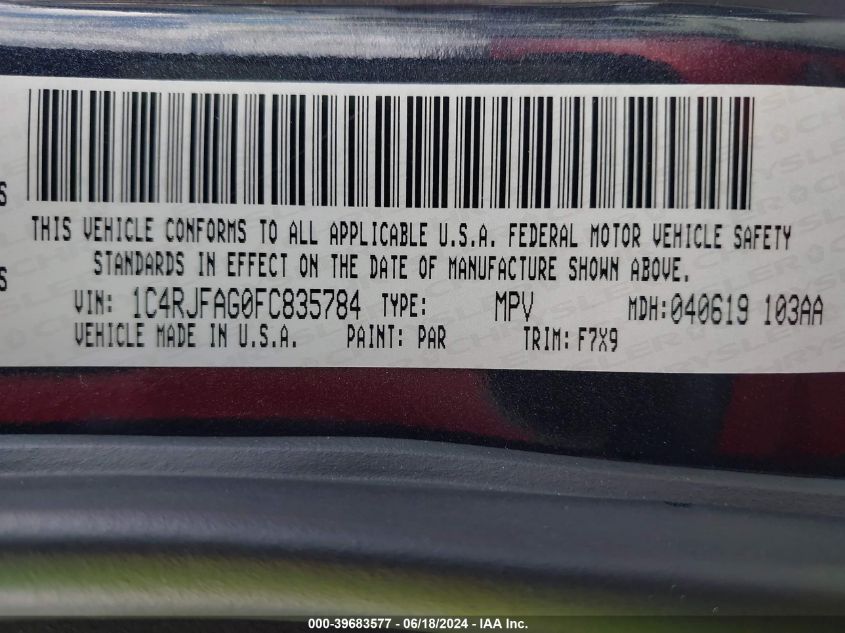 THIS VEHICLE CONFORMS TO ALL APPLICABLE U.S.A. FEDERAL MOTOR VEHICLE SAFETY
STANDARDS IN EFFECT ON THE DATE OF MANUFACTURE SHOWN ABOVE.
VIN: 1C4RJFAG0FC835784 TYPE: MPV MDH: 040619 103AA
VEHICLE MADE IN U.S.A. PAINT: PAR TRIM: F7X9
000-39683577 - 06/18/2024 - IAA Inc.